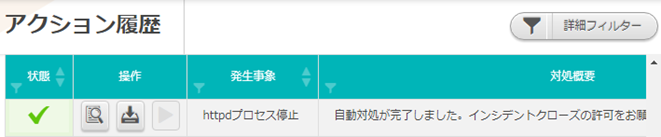 アクション履歴
詳細フィルター
状態 操作 発生事象 対処概要
httpdプロセス停止 自動対処が完了しました。インシデントクローズの許可をお願